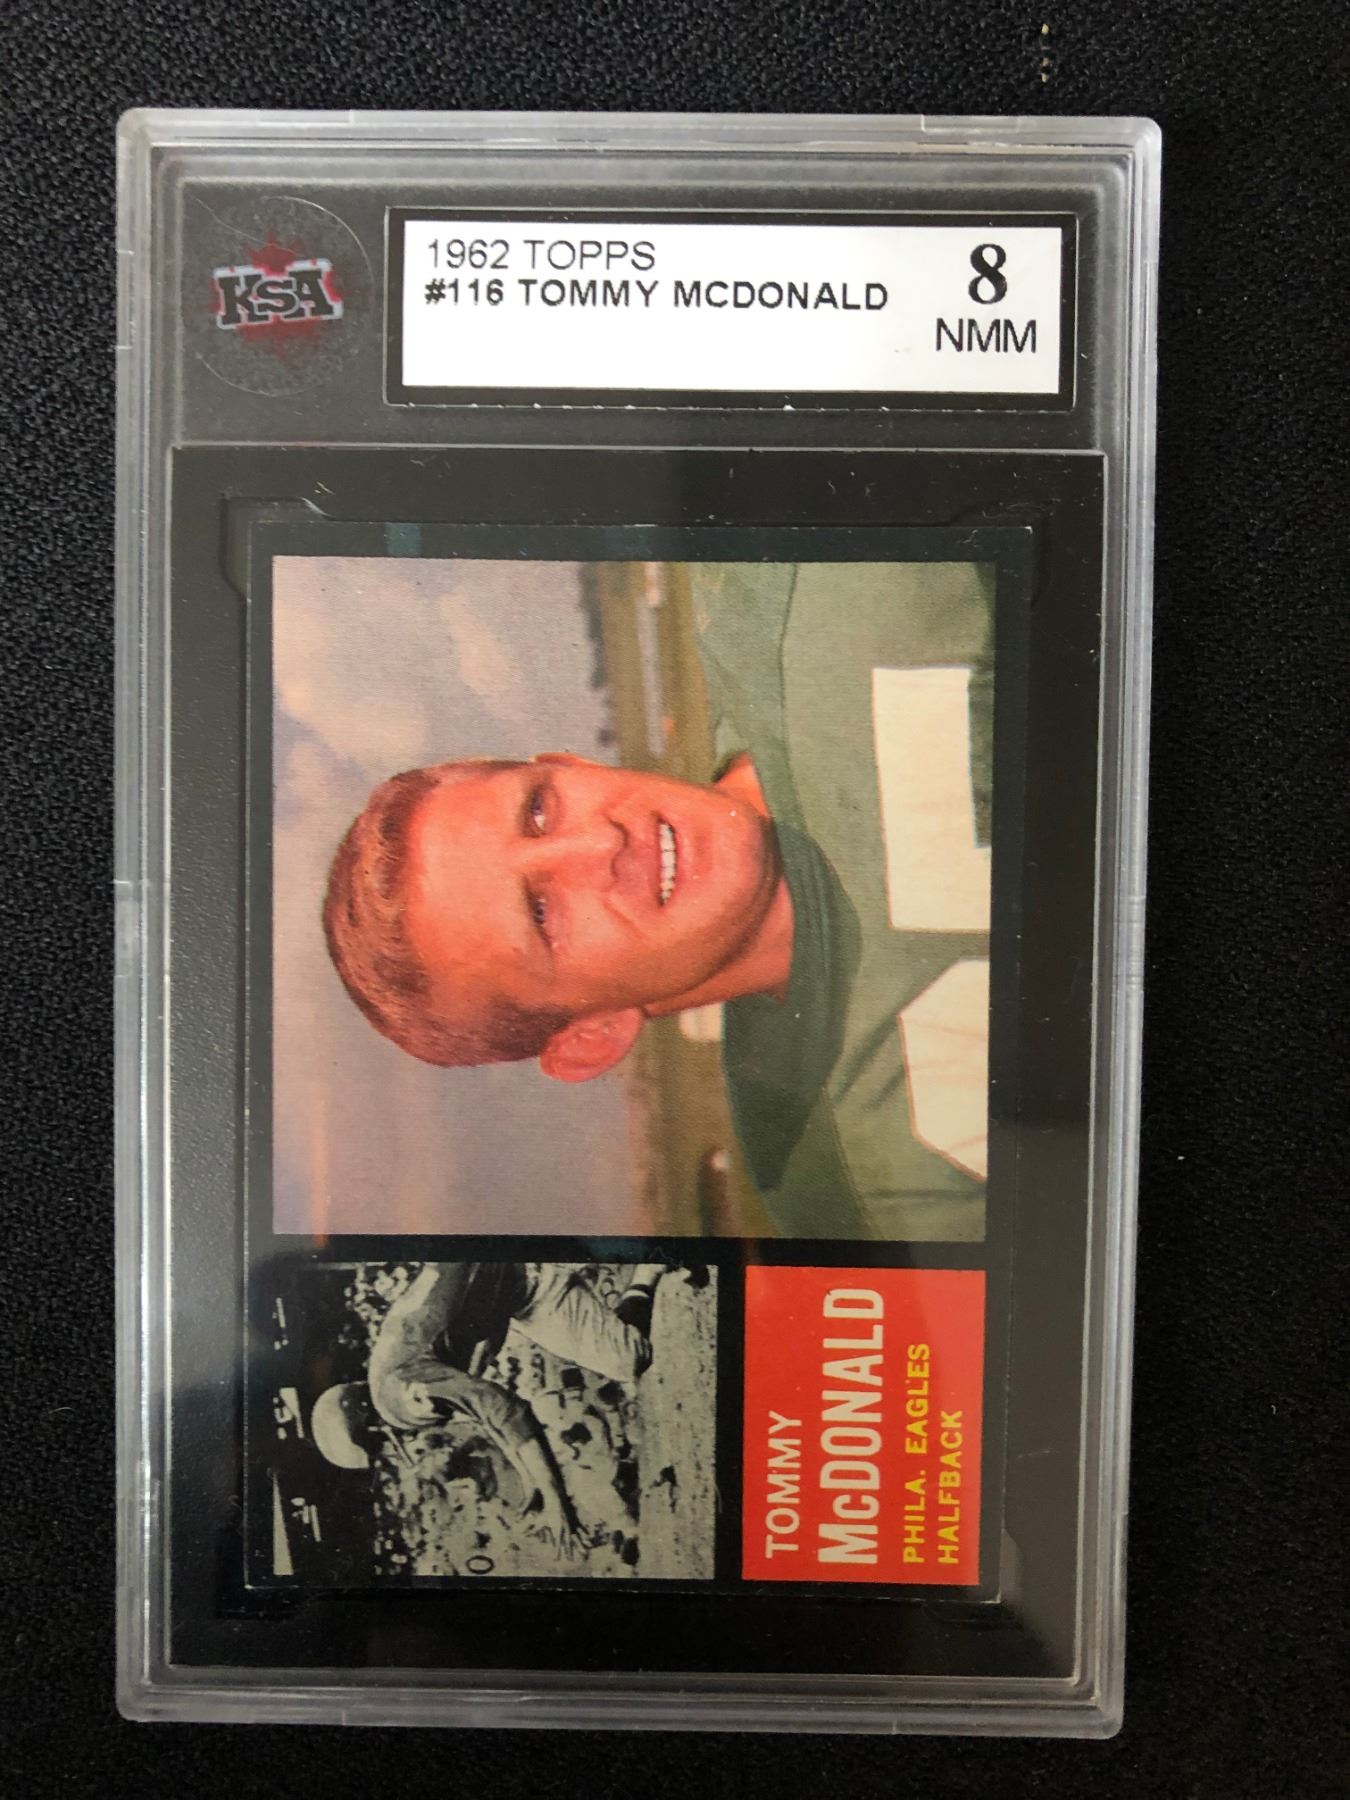 KSA
1962 TOPPS
#116 TOMMY MCDONALD
8
NMM
TOMMY
McDONALD
PHILA. EAGLES
HALFBACK